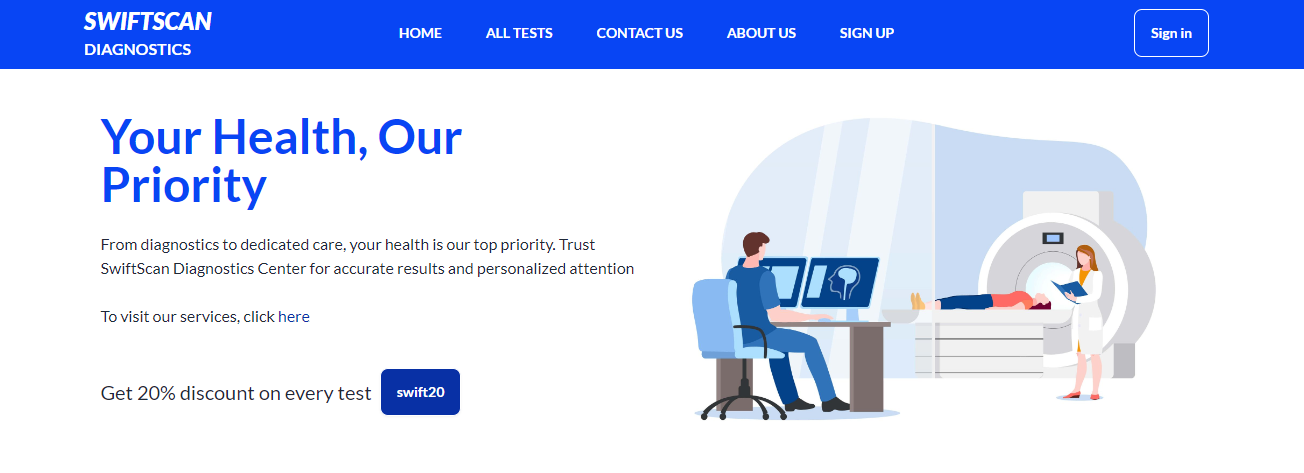 SWIFTSCAN
DIAGNOSTICS
HOME
ALL TESTS
CONTACT US
ABOUT US
SIGN UP
Sign in
Your Health, Our
Priority
From diagnostics to dedicated care, your health is our top priority. Trust
SwiftScan Diagnostics Center for accurate results and personalized attention
To visit our services, click here
Get 20% discount on every test
swift20